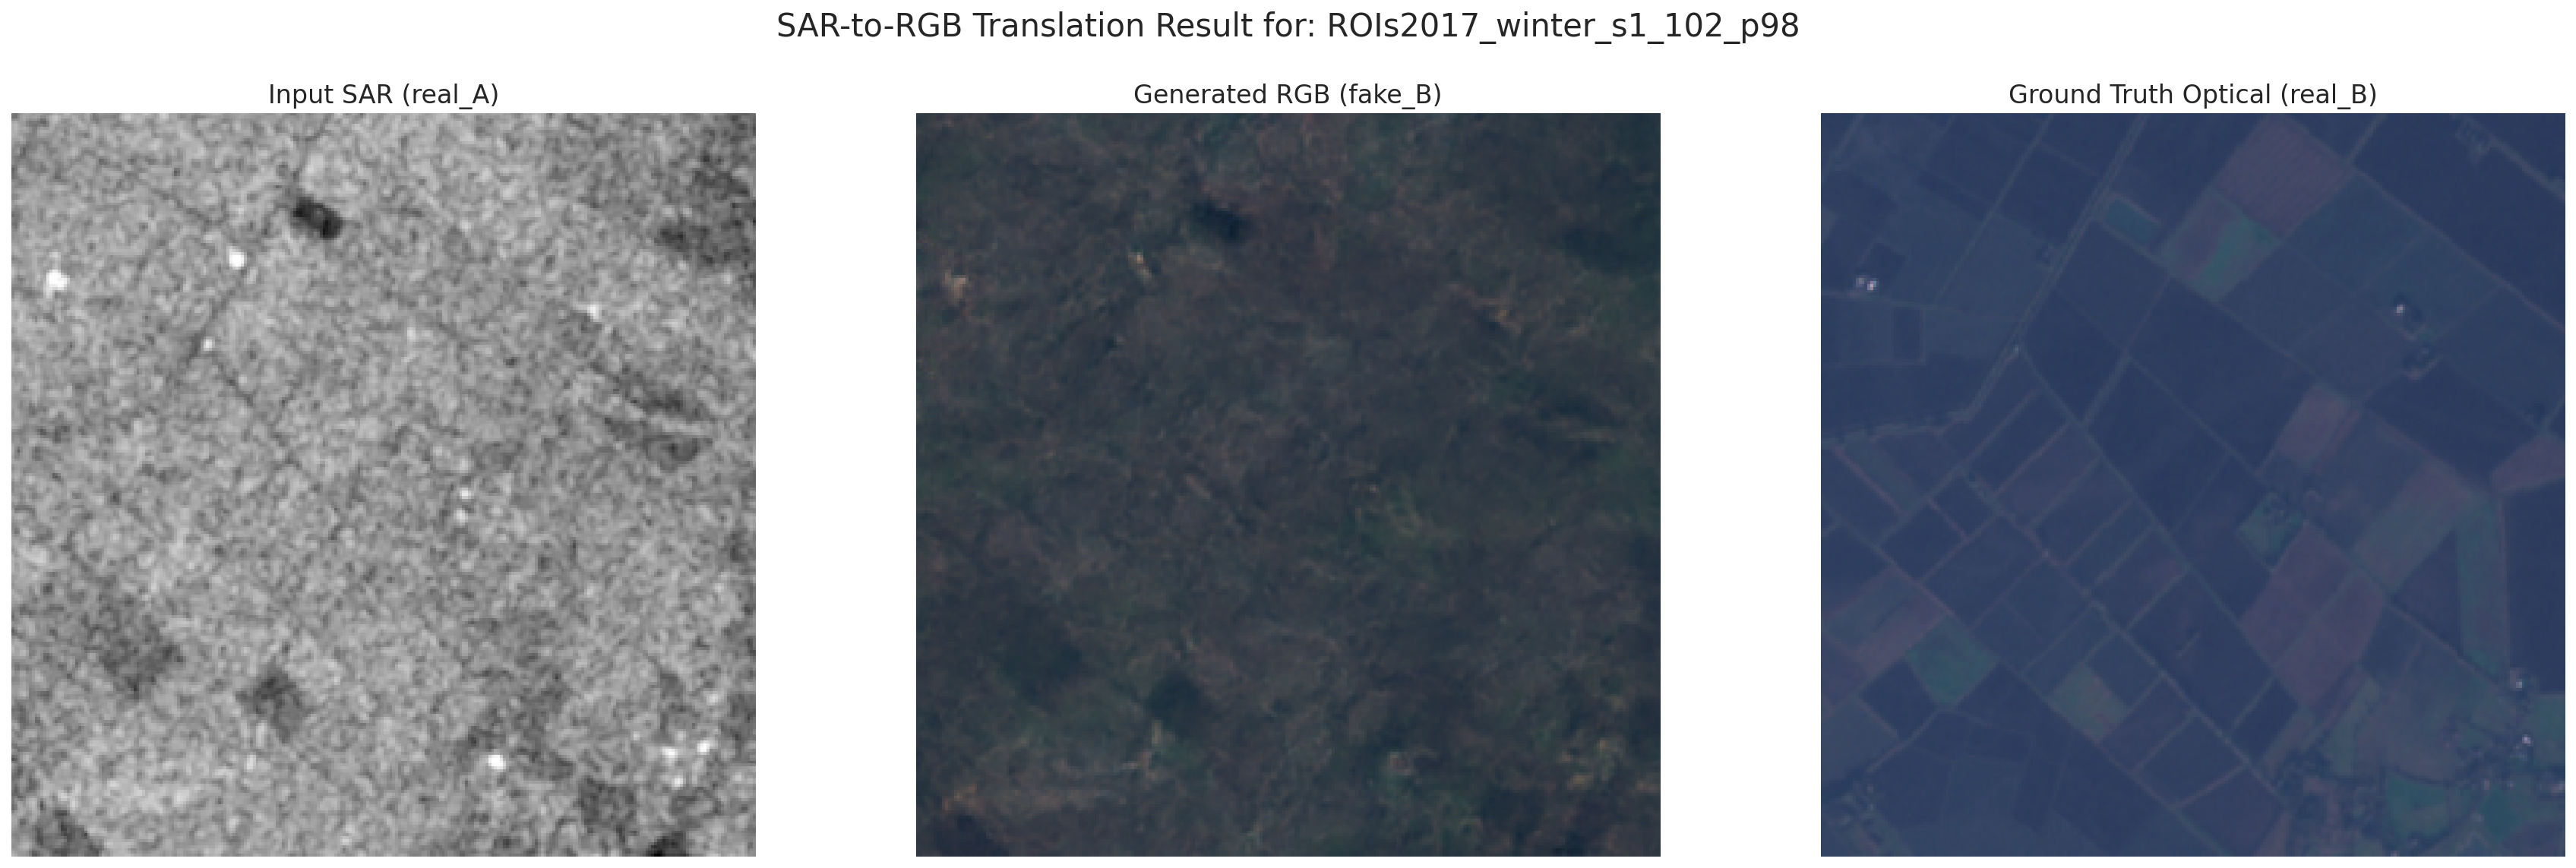 SAR-to-RGB Translation Result for: ROIs2017_winter_s1_102_p98
Input SAR (real_A)
Generated RGB (fake_B)
Ground Truth Optical (real_B)